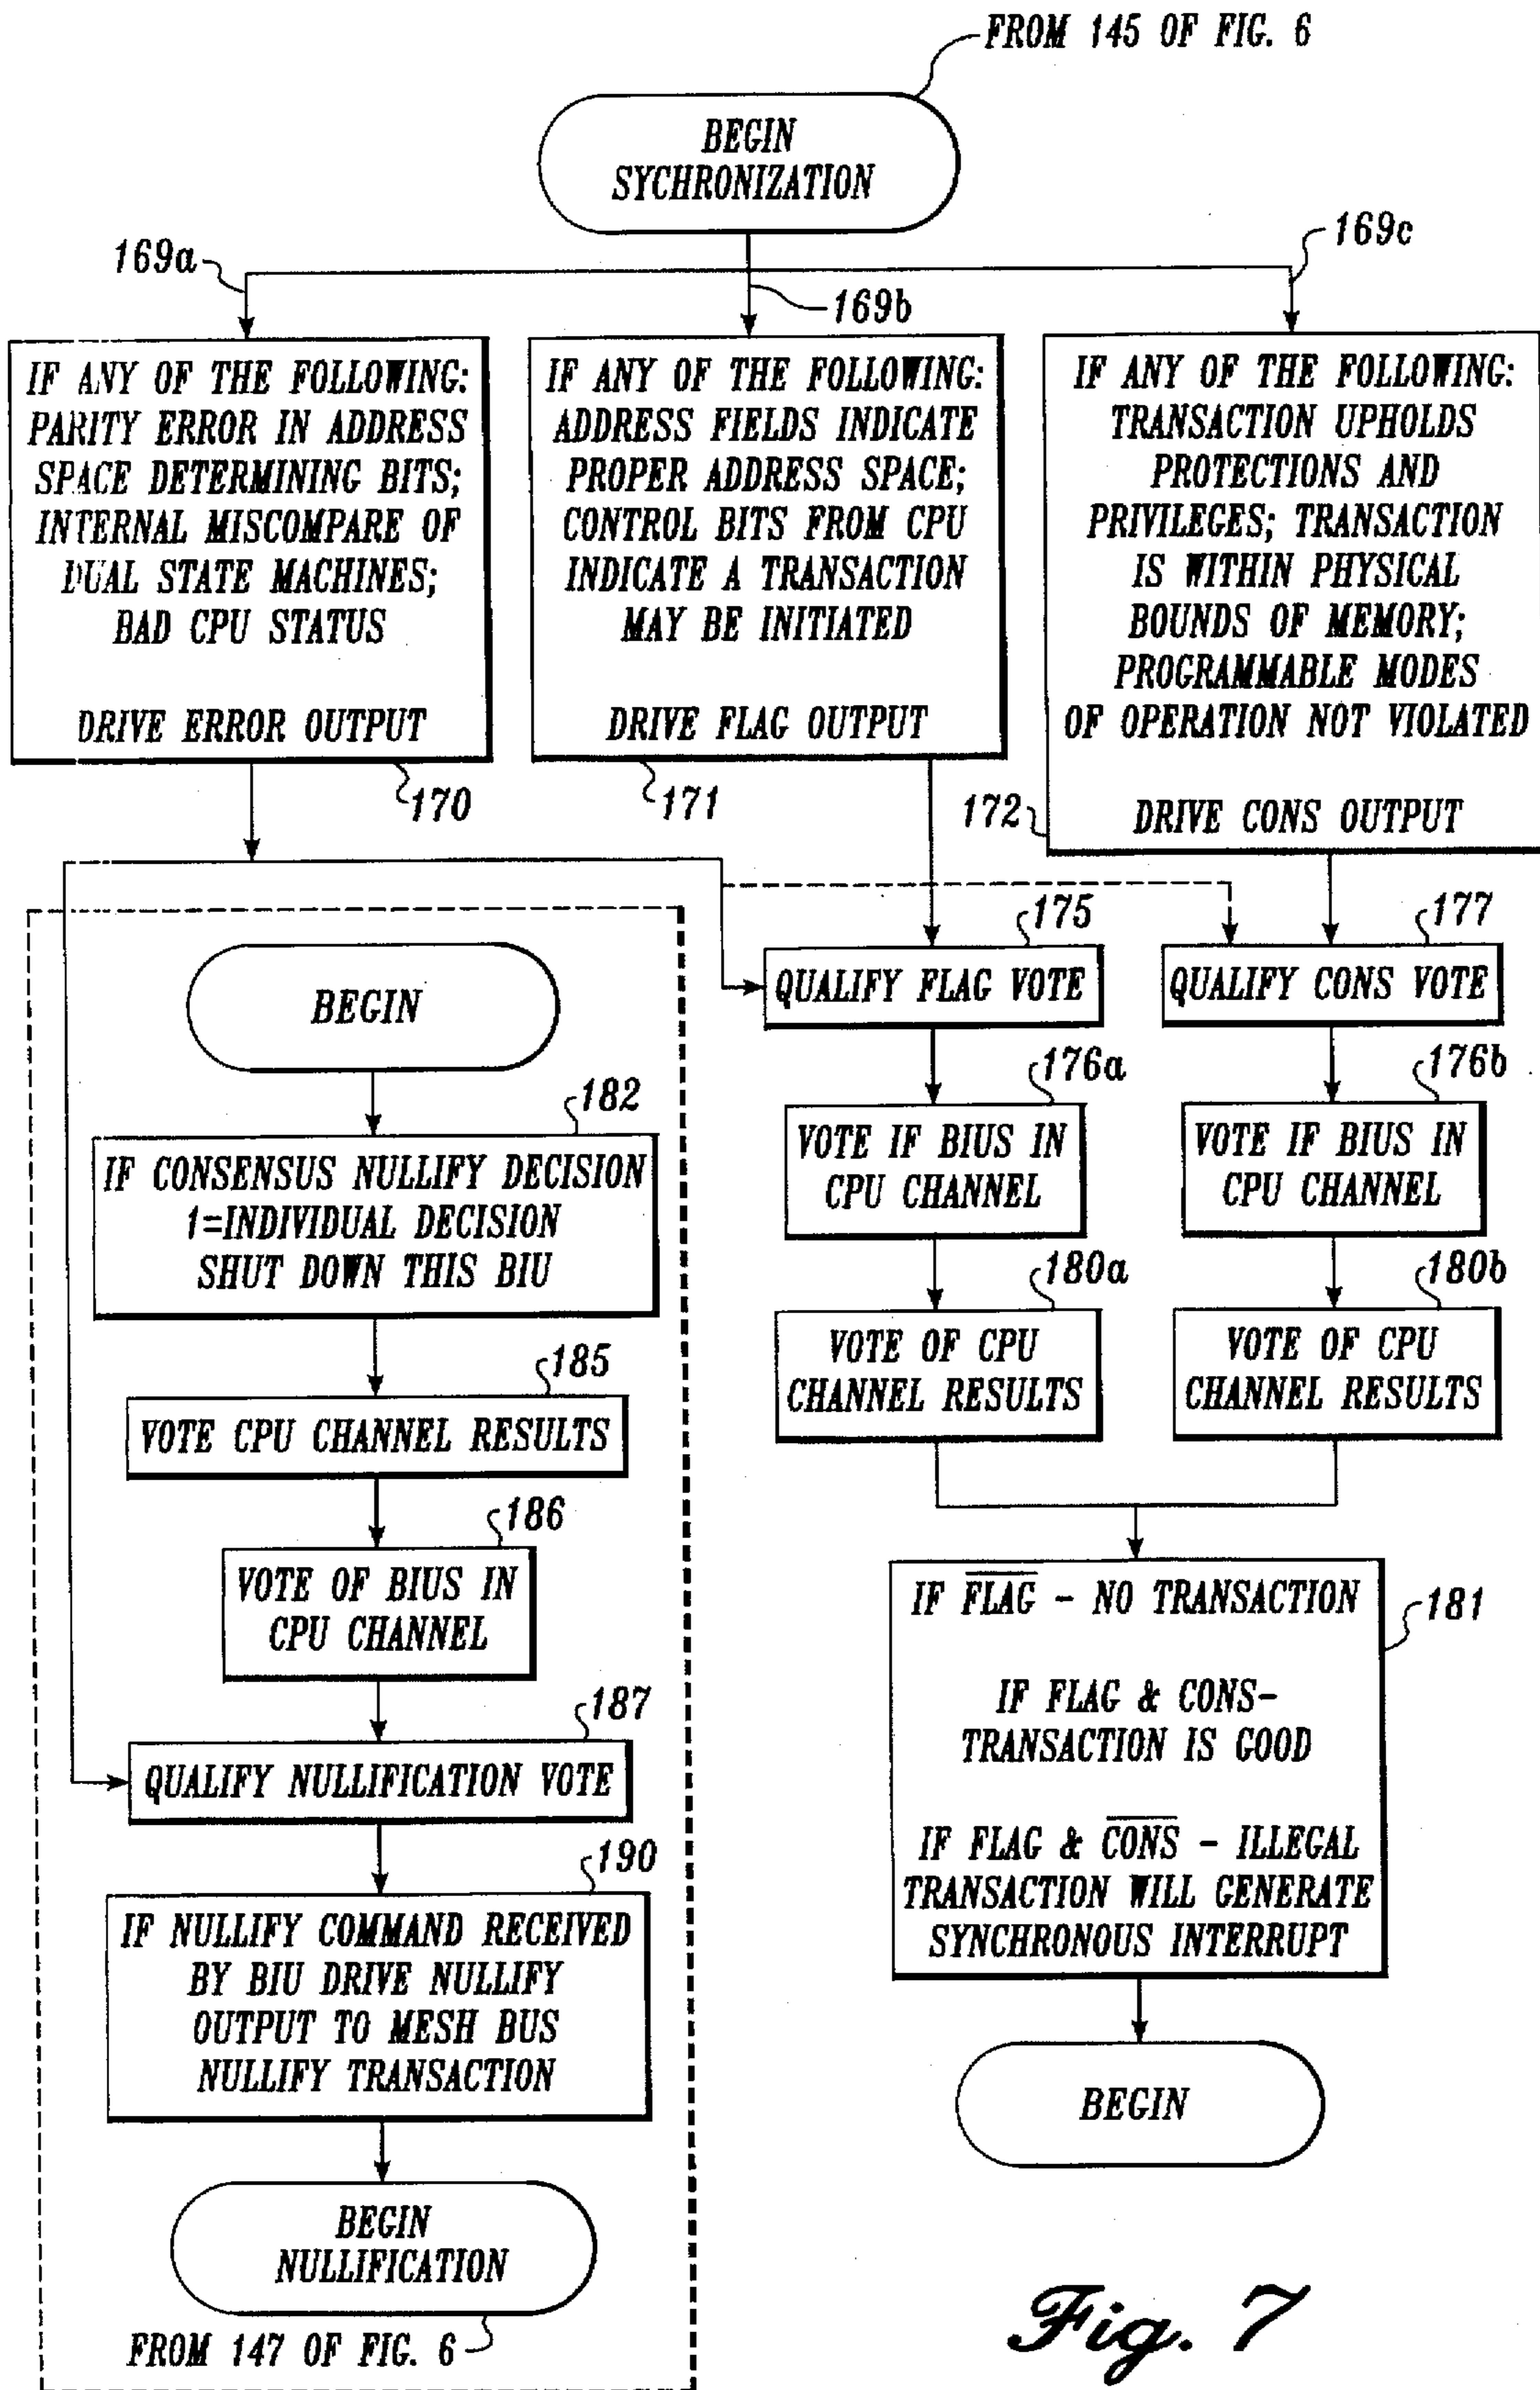 FROM 145 OF FIG. 6
BEGIN
SYCHRONIZATION
169a
169b
169c
IF ANY OF THE FOLLOWING:
PARITY ERROR IN ADDRESS
SPACE DETERMINING BITS;
INTERNAL MISCOMPARE OF
DUAL STATE MACHINES;
BAD CPU STATUS
DRIVE ERROR OUTPUT
170
IF ANY OF THE FOLLOWING:
ADDRESS FIELDS INDICATE
PROPER ADDRESS SPACE;
CONTROL BITS FROM CPU
INDICATE A TRANSACTION
MAY BE INITIATED
DRIVE FLAG OUTPUT
171
IF ANY OF THE FOLLOWING:
TRANSACTION UPHOLDS
PROTECTIONS AND
PRIVILEGES; TRANSACTION
IS WITHIN PHYSICAL
BOUNDS OF MEMORY;
PROGRAMMABLE MODES
OF OPERATION NOT VIOLATED
DRIVE CONS OUTPUT
172
BEGIN
182
IF CONSENSUS NULLIFY DECISION
1=INDIVIDUAL DECISION
SHUT DOWN THIS BIU
185
VOTE CPU CHANNEL RESULTS
186
VOTE OF BIUS IN
CPU CHANNEL
187
QUALIFY NULLIFICATION VOTE
190
IF NULLIFY COMMAND RECEIVED
BY BIU DRIVE NULLIFY
OUTPUT TO MESH BUS
NULLIFY TRANSACTION
BEGIN
NULLIFICATION
FROM 147 OF FIG. 6
175
QUALIFY FLAG VOTE
176a
VOTE IF BIUS IN
CPU CHANNEL
180a
VOTE OF CPU
CHANNEL RESULTS
177
QUALIFY CONS VOTE
176b
VOTE IF BIUS IN
CPU CHANNEL
180b
VOTE OF CPU
CHANNEL RESULTS
IF F̅L̅A̅G̅ - NO TRANSACTION
IF FLAG & CONS-
TRANSACTION IS GOOD
IF FLAG & C̅O̅N̅S̅ - ILLEGAL
TRANSACTION WILL GENERATE
SYNCHRONOUS INTERRUPT
181
BEGIN
Fig. 7